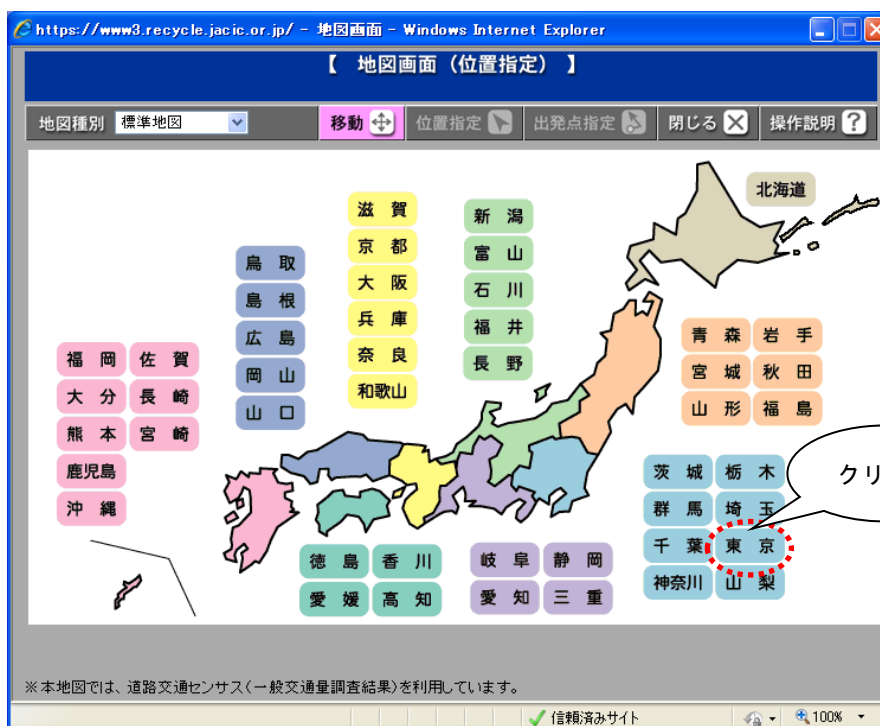 https://www3.recycle.jacic.or.jp/ - 地図画面 - Windows Internet Explorer
【 地図画面（位置指定） 】
地図種別 標準地図 移動 位置指定 出発点指定 閉じる 操作説明
北海道
滋賀
京都
大阪
兵庫
奈良
和歌山
新潟
富山
石川
福井
長野
鳥取
島根
広島
岡山
山口
青森 岩手
宮城 秋田
山形 福島
福岡 佐賀
大分 長崎
熊本 宮崎
鹿児島
沖縄
茨城 栃木
群馬 埼玉
千葉 東京
神奈川 山梨
クリ
徳島 香川
愛媛 高知
岐阜 静岡
愛知 三重
※本地図では、道路交通センサス(一般交通量調査結果)を利用しています。
信頼済みサイト 100%